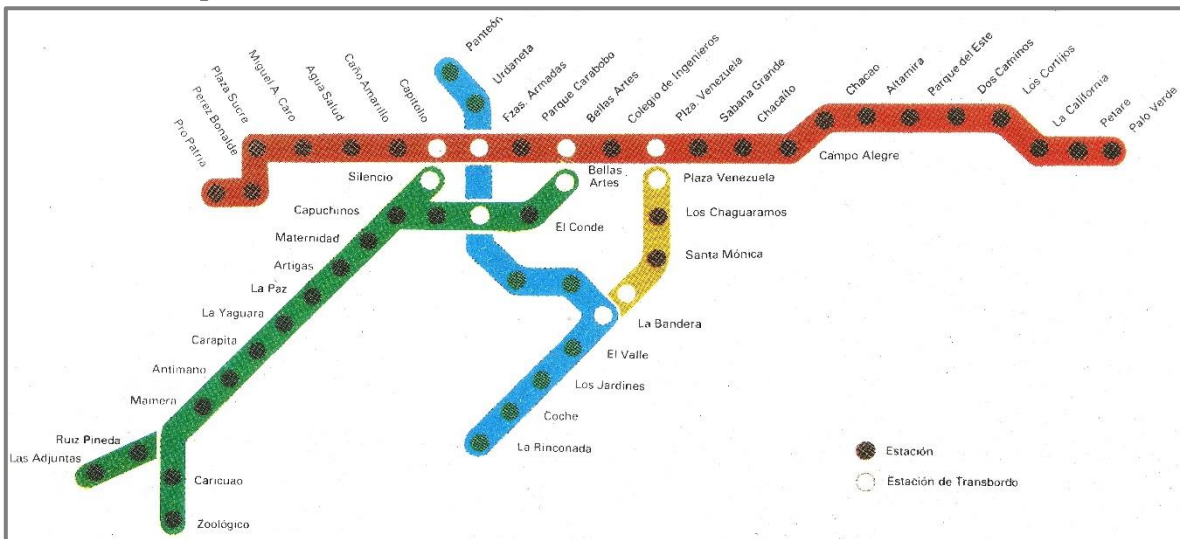 Pro Patria
Perez Bonalde
Plaza Sucre
Miguel A. Caro
Agua Salud
Caño Amarillo
Capitolio
Panteón
Urdaneta
Fzas. Armadas
Parque Carabobo
Bellas Artes
Colegio de Ingenieros
Plza. Venezuela
Sabana Grande
Chacaíto
Campo Alegre
Chacao
Altamira
Parque del Este
Dos Caminos
Los Cortijos
La California
Petare
Palo Verde
Silencio
Bellas
Artes
Plaza Venezuela
Capuchinos
El Conde
Los Chaguaramos
Maternidad
Santa Mónica
Artigas
La Paz
La Yaguara
La Bandera
Carapita
El Valle
Antimano
Los Jardines
Mamera
Coche
Ruiz Pineda
La Rinconada
Las Adjuntas
Caricuao
Zoológico
Estación
Estación de Transbordo